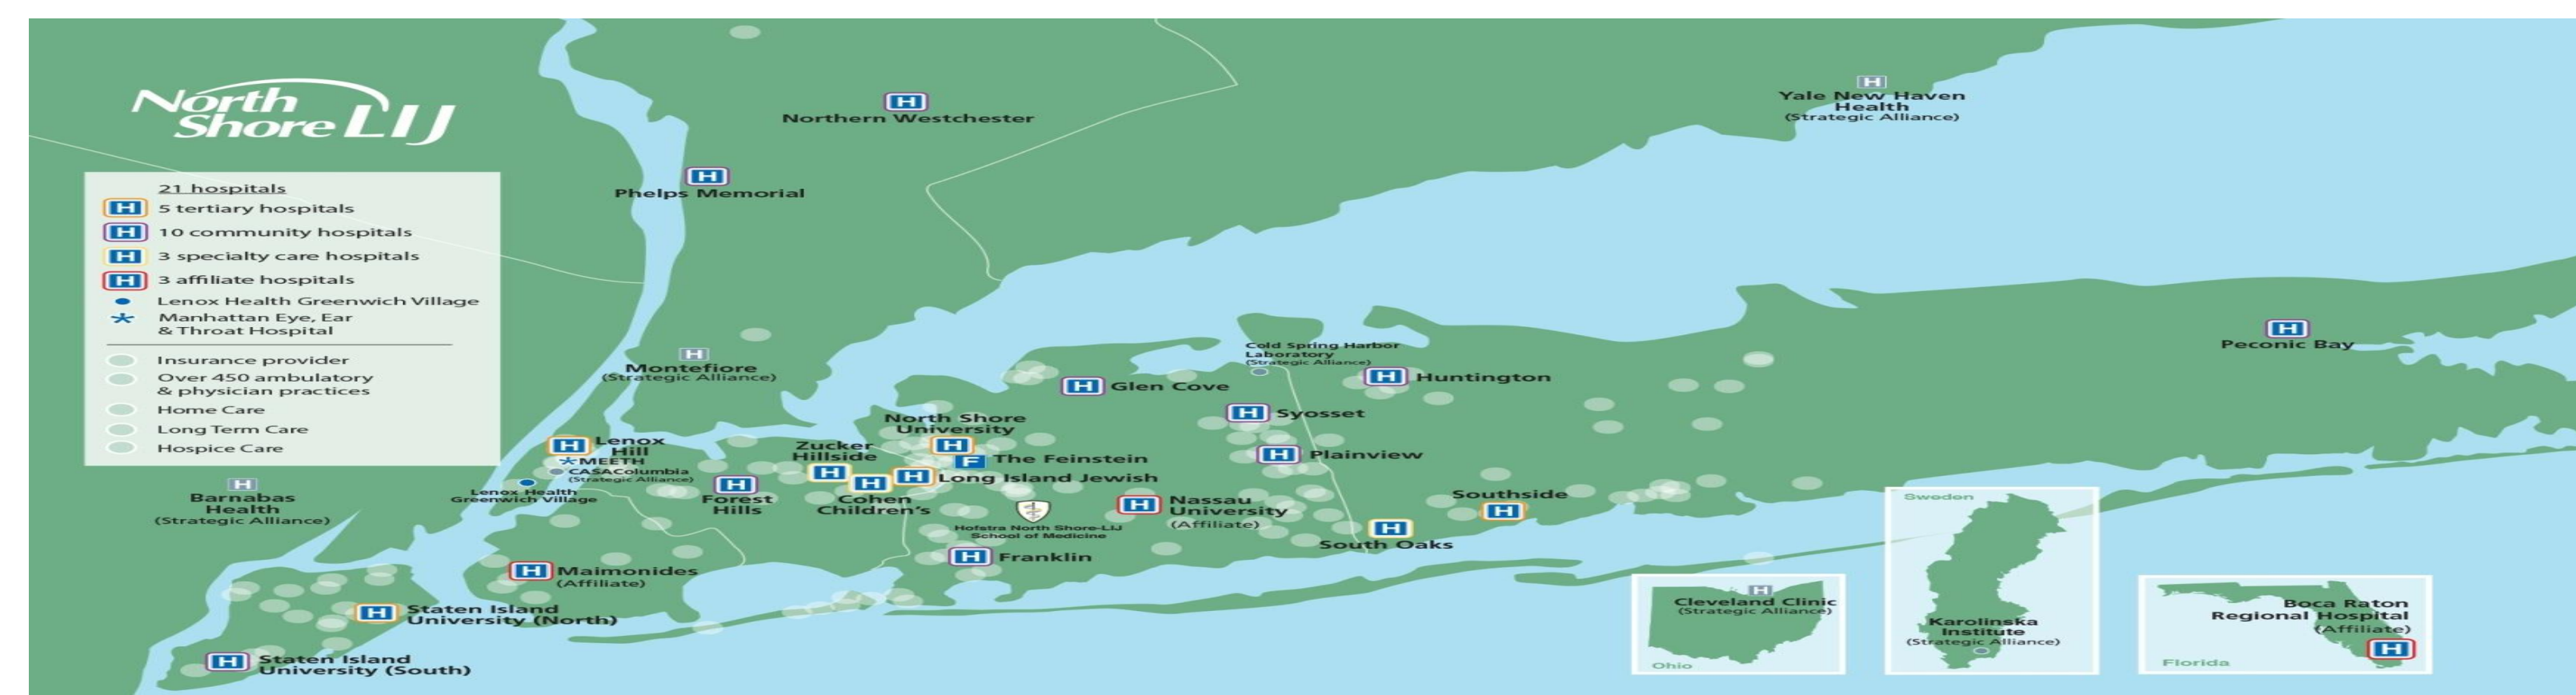 North
Shore LIJ
21 hospitals
H 5 tertiary hospitals
H 10 community hospitals
H 3 specialty care hospitals
H 3 affiliate hospitals
Lenox Health Greenwich Village
Manhattan Eye, Ear
& Throat Hospital
Insurance provider
Over 450 ambulatory
& physician practices
Home Care
Long Term Care
Hospice Care
H
Northern Westchester
H
Phelps Memorial
H
Yale New Haven
Health
(Strategic Alliance)
H
Peconic Bay
H
Montefiore
(Strategic Alliance)
Cold Spring Harbor
Laboratory
(Strategic Alliance)
H Glen Cove
H Huntington
H Syosset
H Plainview
North Shore
University
H
F The Feinstein
H Long Island Jewish
Zucker
Hillside
H
H
Cohen
Children's
H Lenox
Hill
MEETH
CASAColumbia
(Strategic Alliance)
Lenox Health
Greenwich Village
H
Forest
Hills
H
Barnabas
Health
(Strategic Alliance)
Hofstra North Shore-LIJ
School of Medicine
H Nassau
University
(Affiliate)
Southside
H
H
South Oaks
H Franklin
H Maimonides
(Affiliate)
H Staten Island
University (North)
H Staten Island
University (South)
H
Cleveland Clinic
(Strategic Alliance)
Ohio
Sweden
Karolinska
Institute
(Strategic Alliance)
Boca Raton
Regional Hospital
(Affiliate)
H
Florida